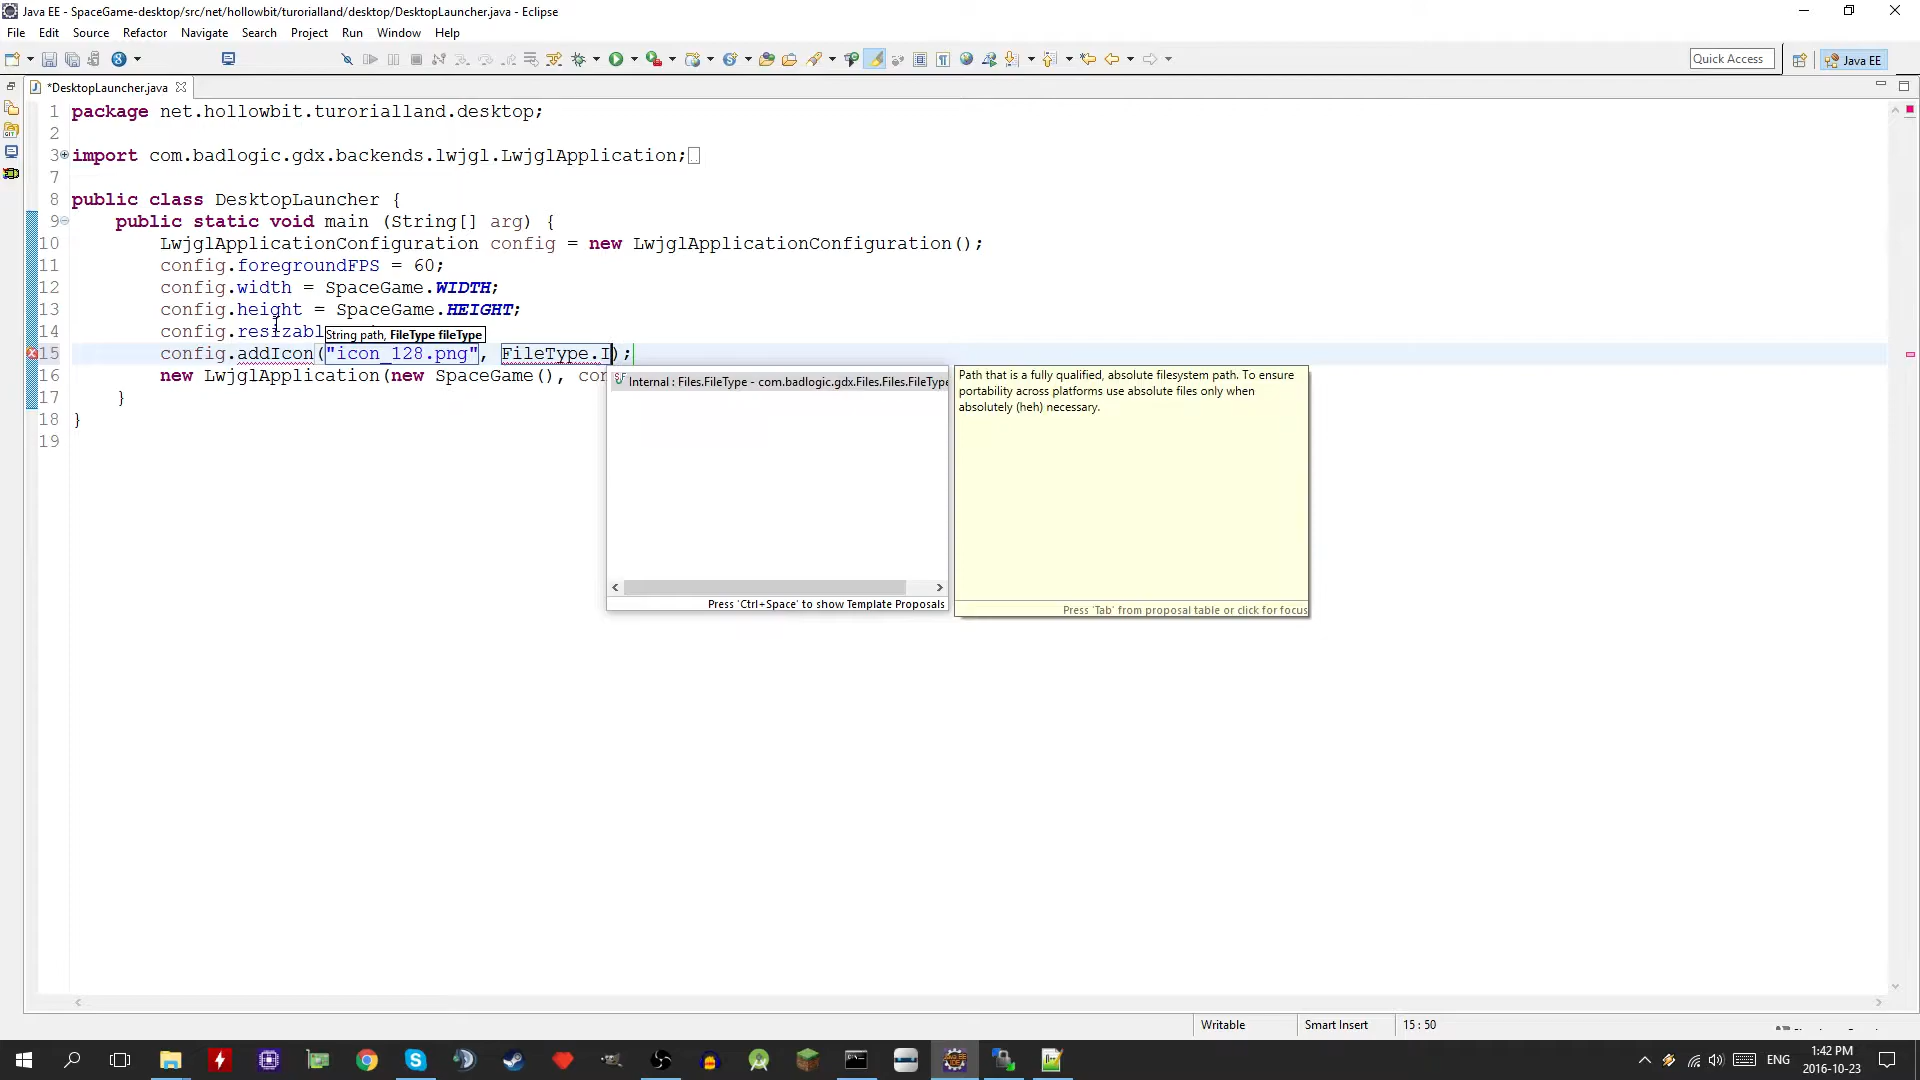 Java EE - SpaceGame-desktop/src/net/hollowbit/turorialland/desktop/DesktopLauncher.java - Eclipse
File Edit Source Refactor Navigate Search Project Run Window Help
Quick Access
Java EE
*DesktopLauncher.java
1 package net.hollowbit.turorialland.desktop;
2
3 import com.badlogic.gdx.backends.lwjgl.LwjglApplication;
7
8 public class DesktopLauncher {
9 public static void main (String[] arg) {
10 LwjglApplicationConfiguration config = new LwjglApplicationConfiguration();
11 config.foregroundFPS = 60;
12 config.width = SpaceGame.WIDTH;
13 config.height = SpaceGame.HEIGHT;
14 config.resizabl
String path, FileType fileType
15 config.addIcon("icon_128.png", FileType.I);
16 new LwjglApplication(new SpaceGame(), con
17 }
18 }
19
Internal : Files.FileType - com.badlogic.gdx.Files.Files.FileType
Press 'Ctrl+Space' to show Template Proposals
Path that is a fully qualified, absolute filesystem path. To ensure
portability across platforms use absolute files only when
absolutely (heh) necessary.
Press 'Tab' from proposal table or click for focus
Writable Smart Insert 15 : 50
ENG
1:42 PM
2016-10-23